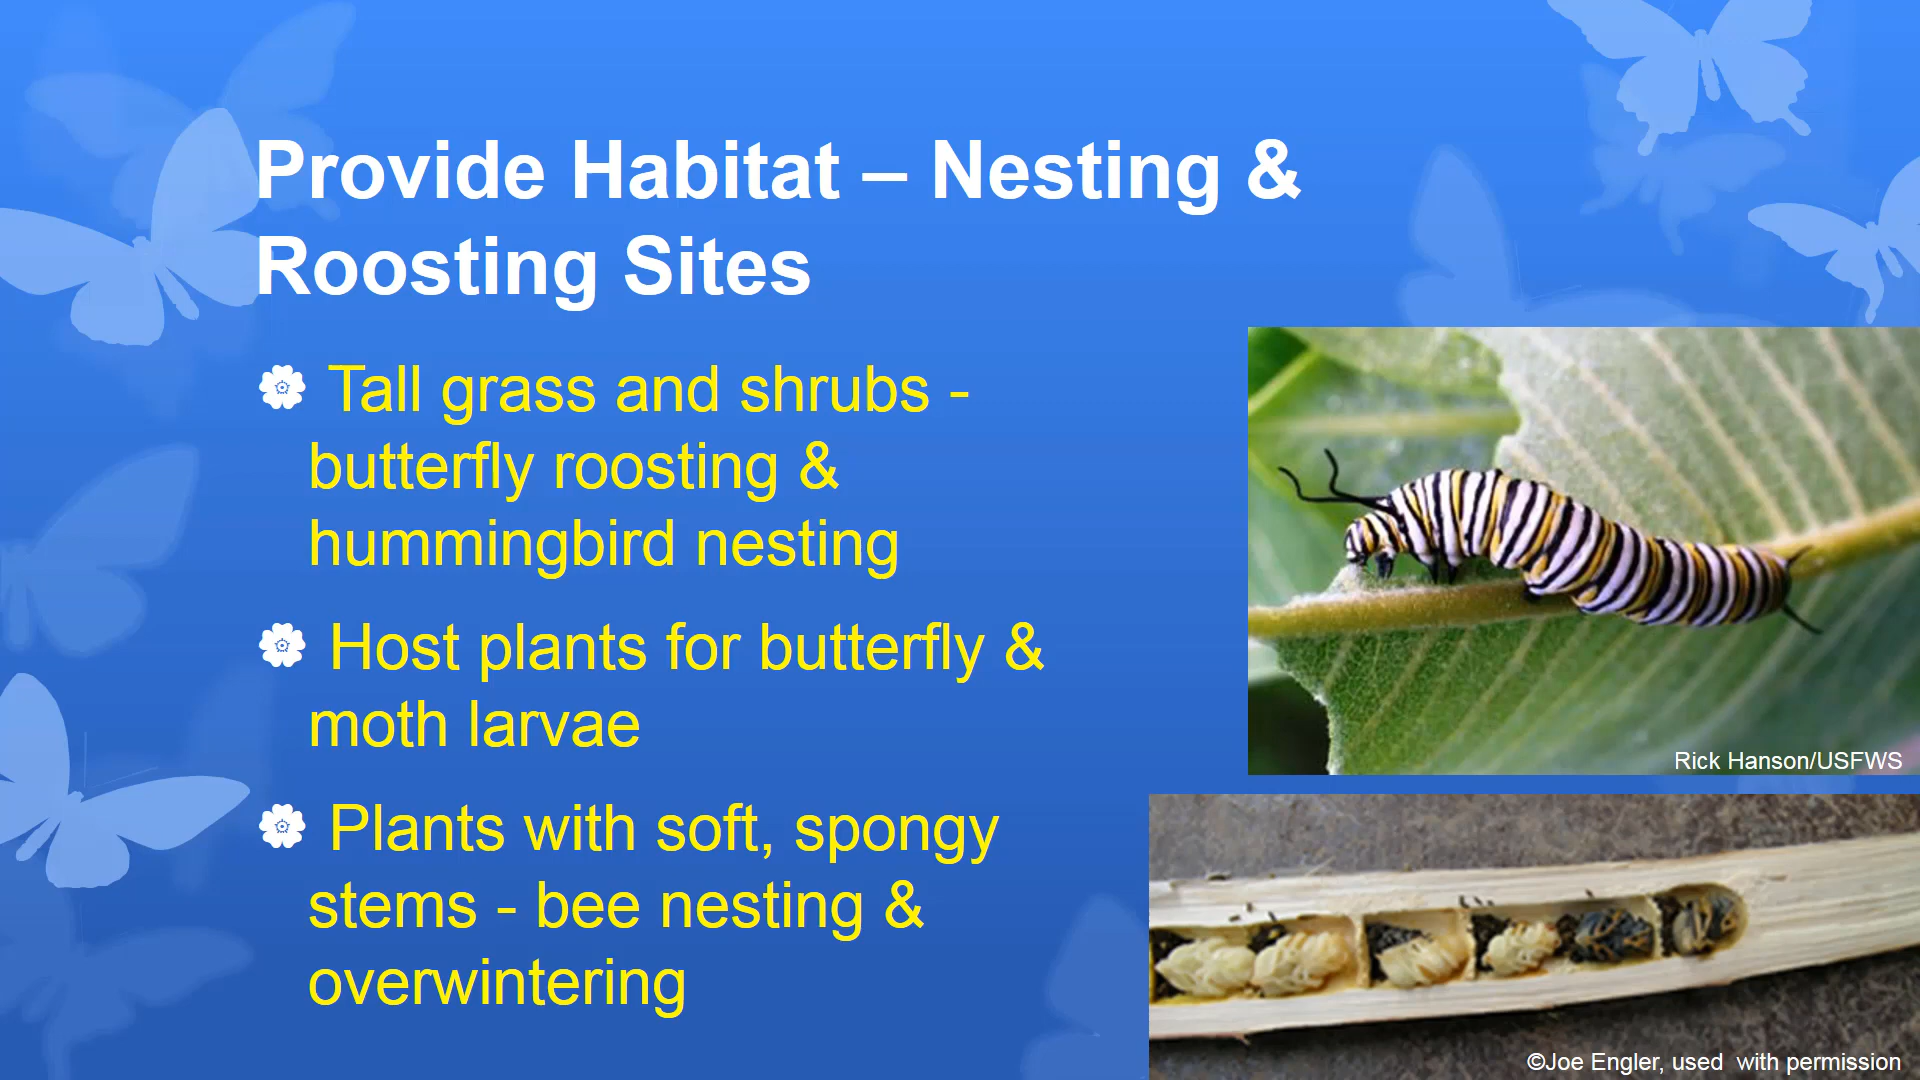 Provide Habitat – Nesting &
Roosting Sites
Tall grass and shrubs -
butterfly roosting &
hummingbird nesting
Host plants for butterfly &
moth larvae
Plants with soft, spongy
stems - bee nesting &
overwintering
Rick Hanson/USFWS
©Joe Engler, used  with permission